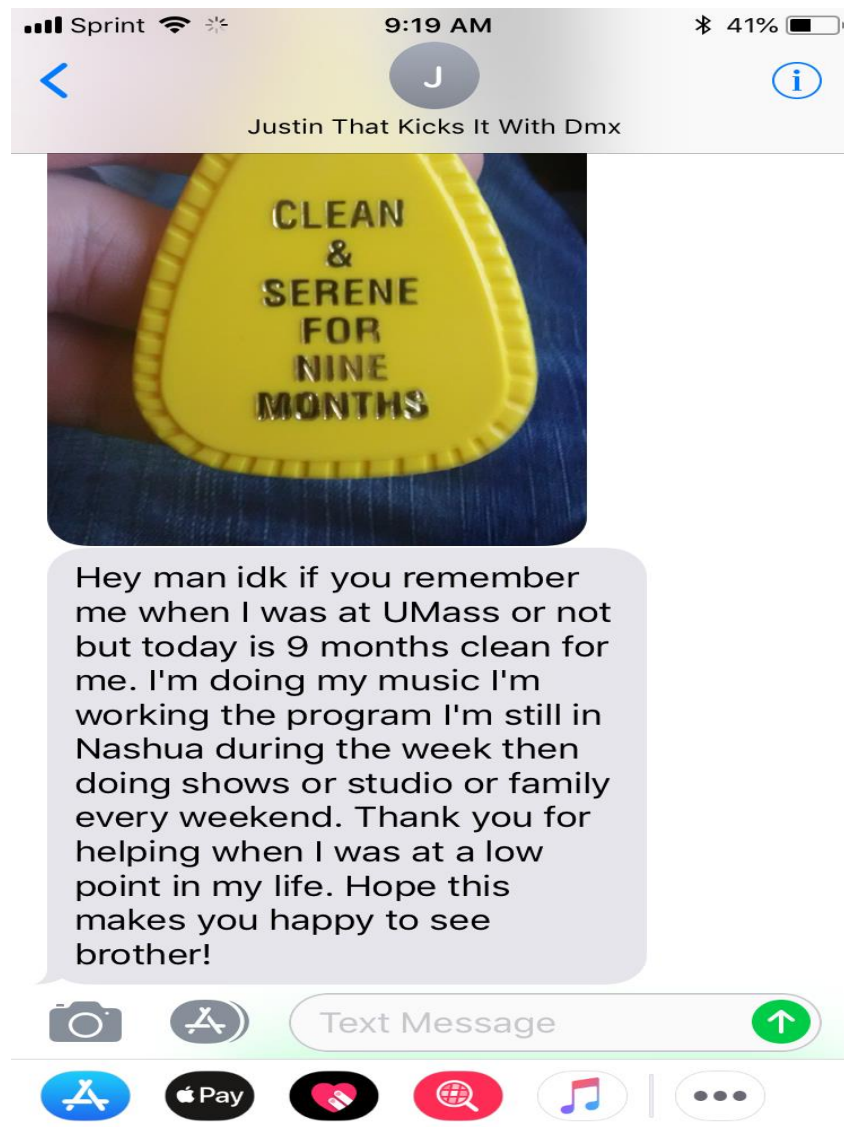 Sprint
9:19 AM
41%
J
i
Justin That Kicks It With Dmx
CLEAN
&
SERENE
FOR
NINE
MONTHS
Hey man idk if you remember
me when I was at UMass or not
but today is 9 months clean for
me. I'm doing my music I'm
working the program I'm still in
Nashua during the week then
doing shows or studio or family
every weekend. Thank you for
helping when I was at a low
point in my life. Hope this
makes you happy to see
brother!
Text Message
Pay